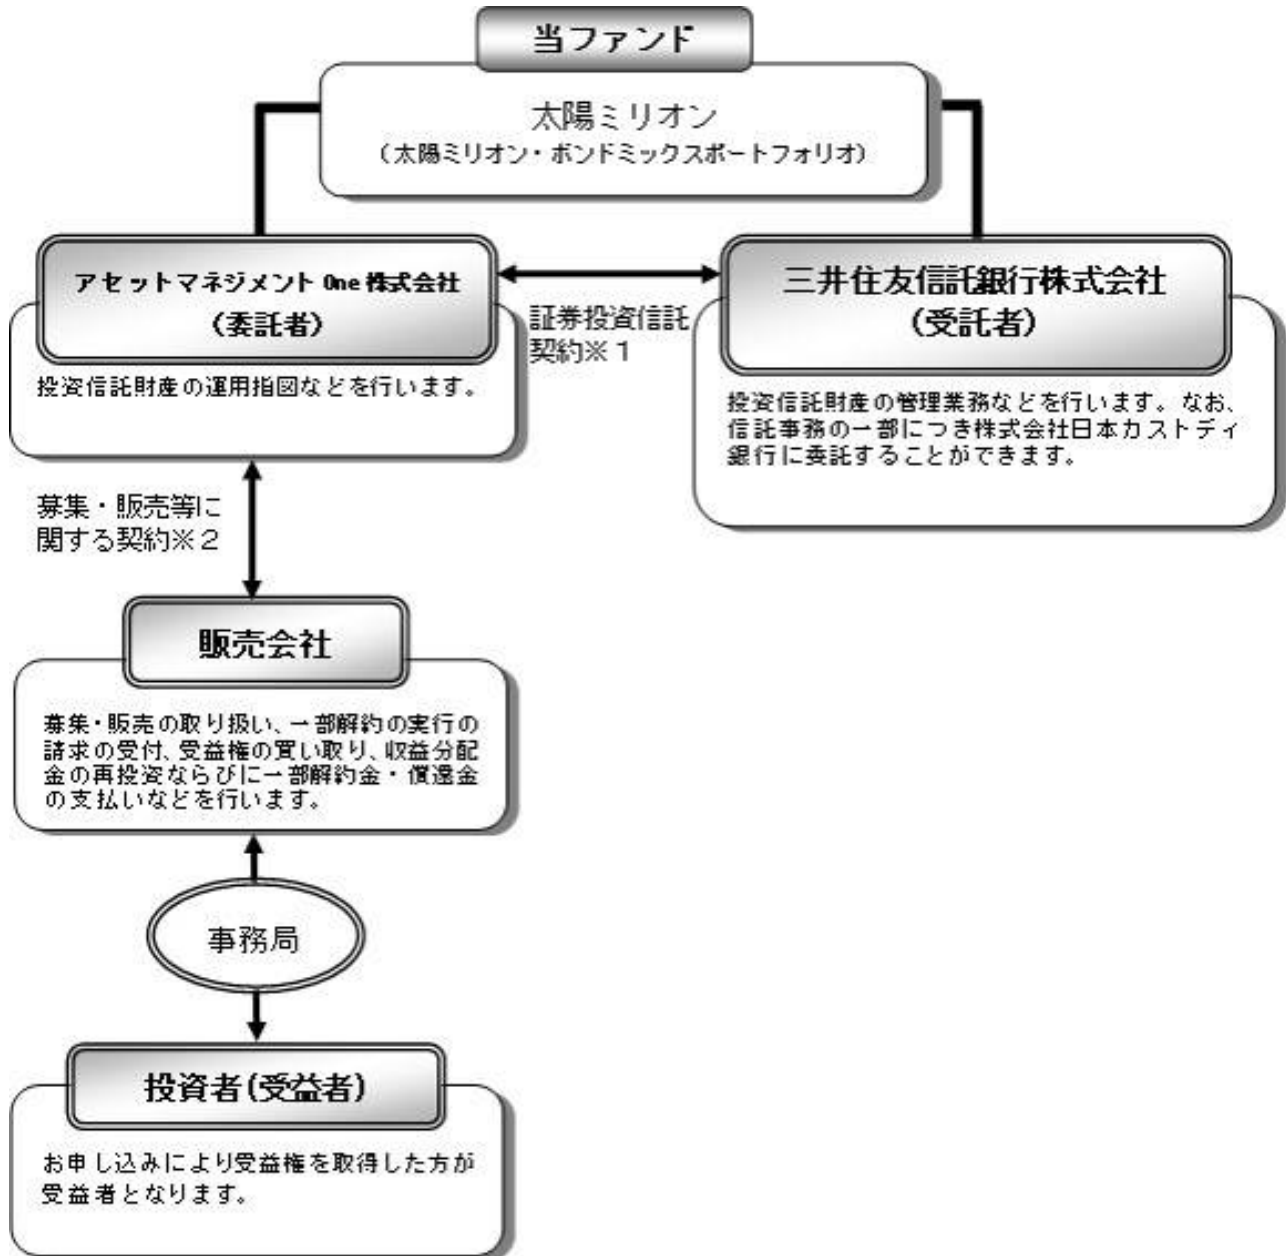 当ファンド
太陽ミリオン
(太陽ミリオン・ボンドミックスポートフォリオ)
アセットマネジメント One 株式会社
(委託者)
投資信託財産の運用指図などを行います。
証券投資信託
契約※1
三井住友信託銀行株式会社
(受託者)
投資信託財産の管理業務などを行います。なお、
信託事務の一部につき株式会社日本カストディ
銀行に委託することができます。
募集・販売等に
関する契約※2
販売会社
募集・販売の取り扱い、一部解約の実行の
請求の受付、受益権の買い取り、収益分配
金の再投資ならびに一部解約金・償還金
の支払いなどを行います。
事務局
投資者(受益者)
お申し込みにより受益権を取得した方が
受益者となります。